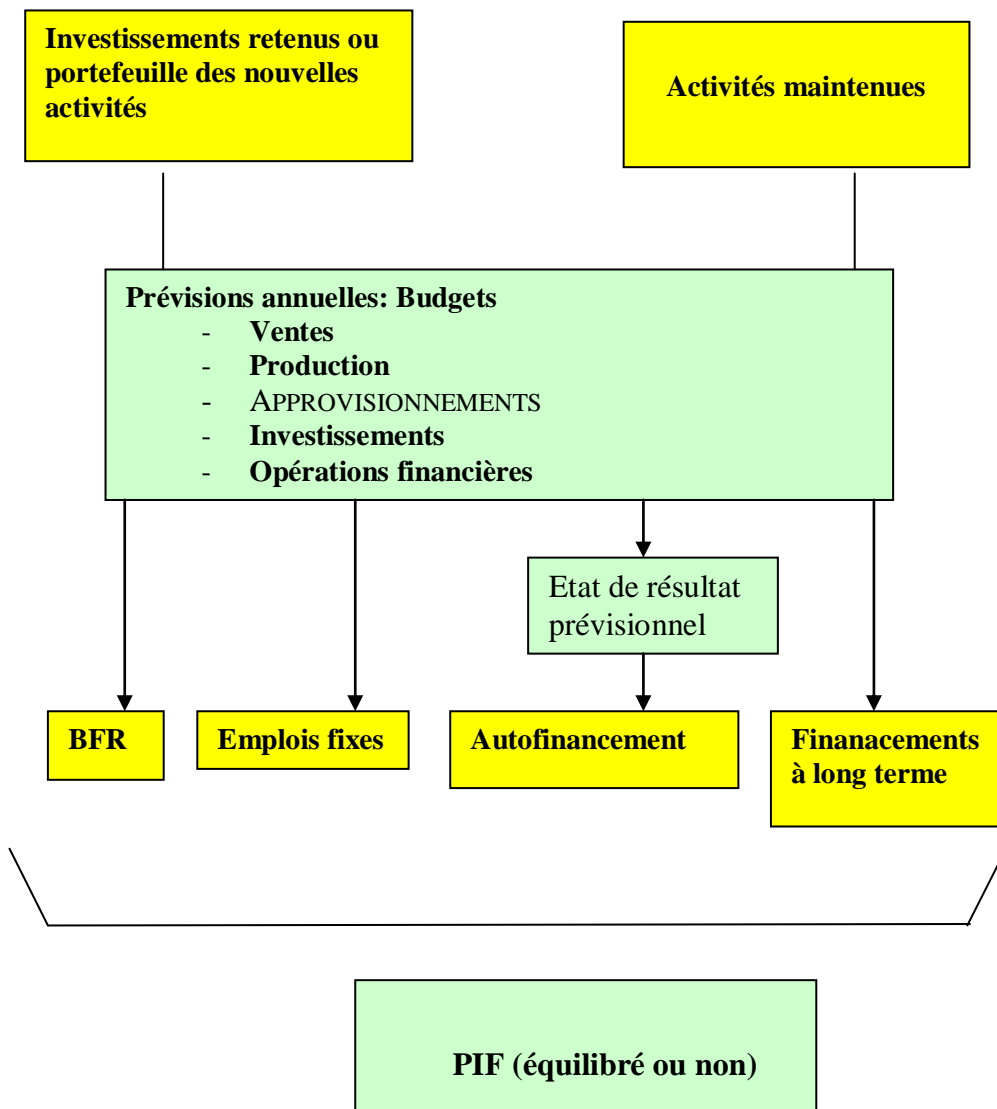 Investissements retenus ou
portefeuille des nouvelles
activités
Activités maintenues
Prévisions annuelles: Budgets
- Ventes
- Production
- APPROVISIONNEMENTS
- Investissements
- Opérations financières
Etat de résultat
prévisionnel
BFR
Emplois fixes
Autofinancement
Finanacements
à long terme
PIF (équilibré ou non)